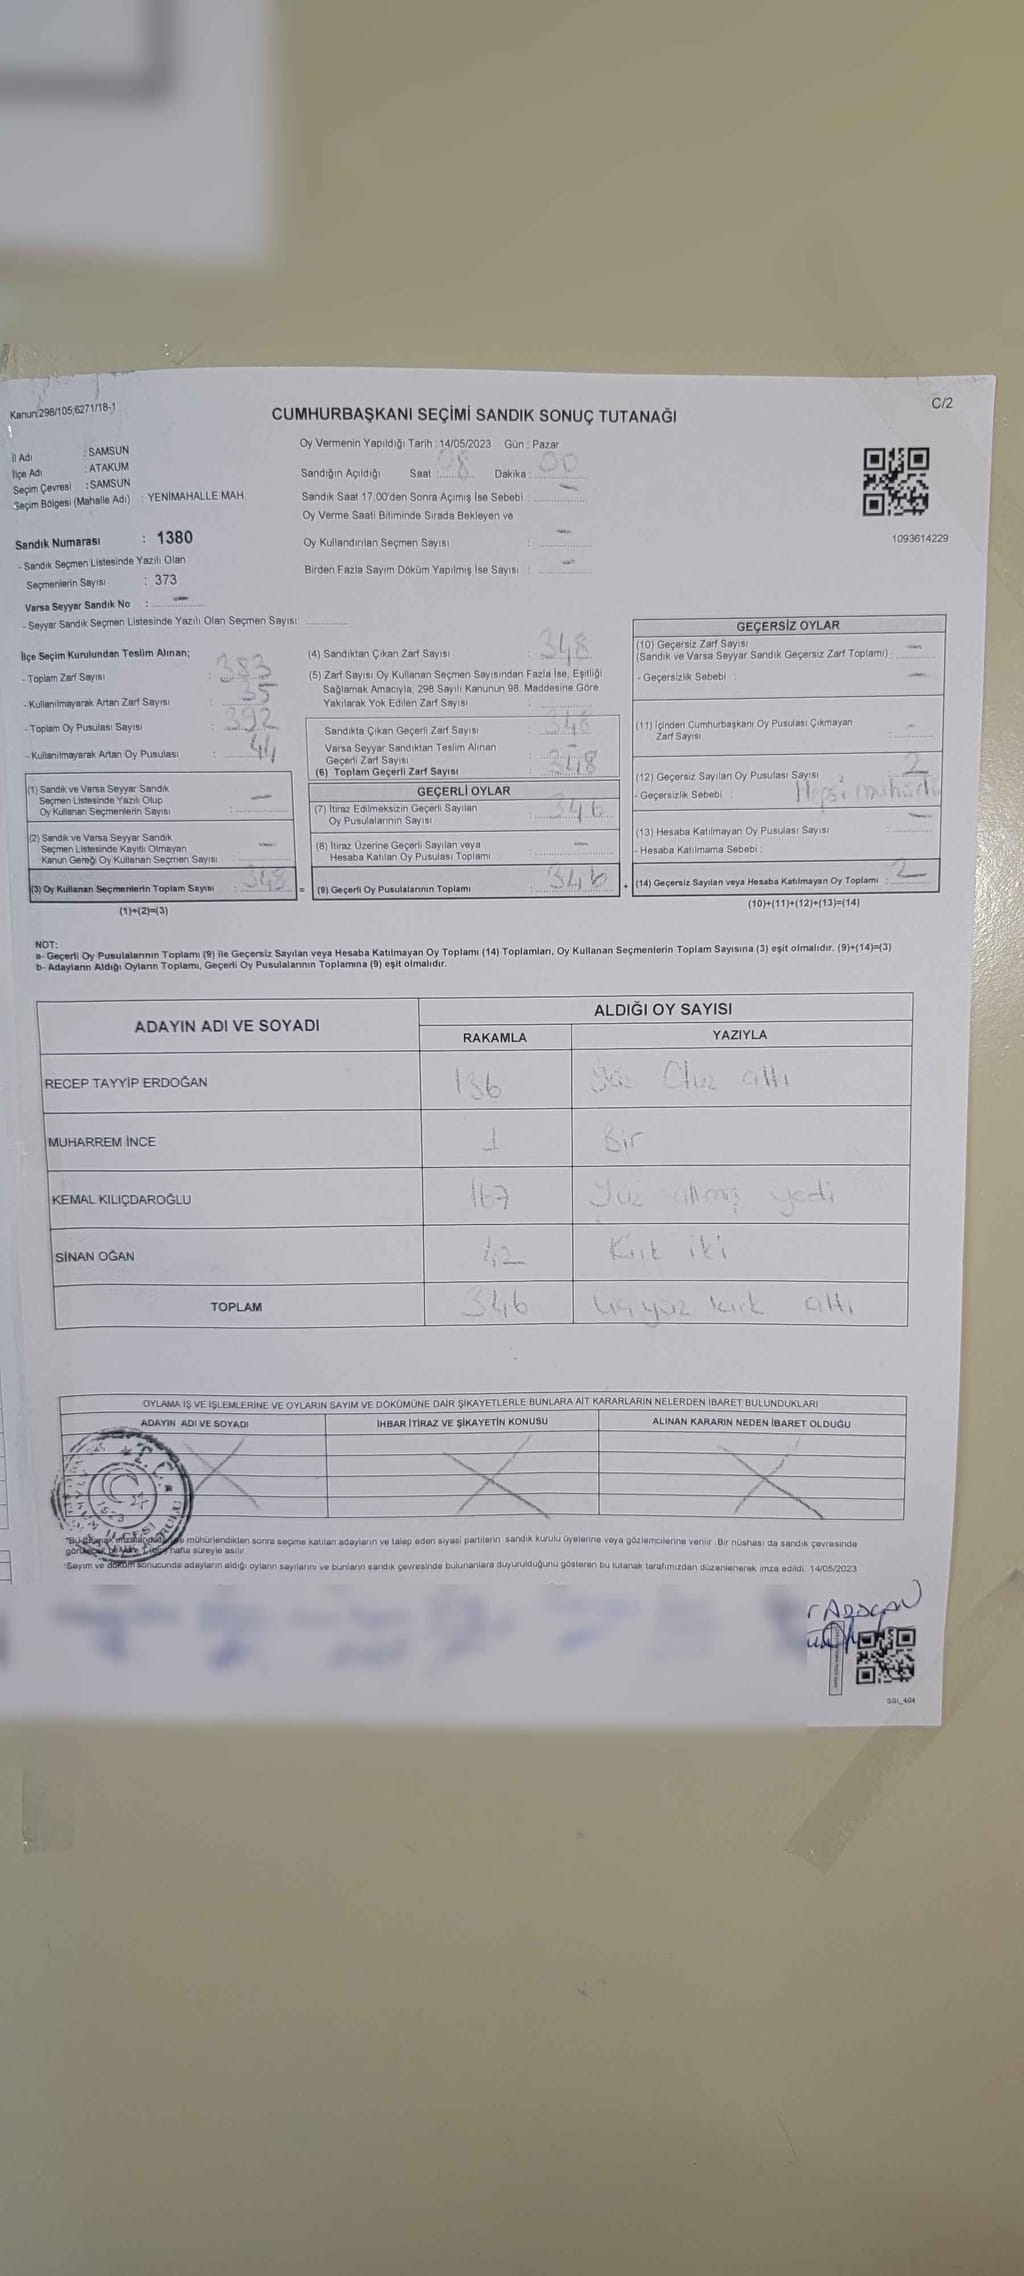 Kanun:298/105;6271/18-1
CUMHURBAŞKANI SEÇİMİ SANDIK SONUÇ TUTANAĞI
C/2
İl Adı : SAMSUN
İlçe Adı : ATAKUM
Seçim Çevresi : SAMSUN
Seçim Bölgesi (Mahalle Adı) : YENİMAHALLE MAH.
Sandık Numarası : 1380
- Sandık Seçmen Listesinde Yazılı Olan
Seçmenlerin Sayısı : 373
Varsa Seyyar Sandık No : -
- Seyyar Sandık Seçmen Listesinde Yazılı Olan Seçmen Sayısı:
Oy Vermenin Yapıldığı Tarih : 14/05/2023 Gün : Pazar
Sandığın Açıldığı Saat : 08 Dakika : 00
Sandık Saat 17:00'den Sonra Açımış İse Sebebi : -
Oy Verme Saati Bitiminde Sırada Bekleyen ve
Oy Kullandırılan Seçmen Sayısı : -
Birden Fazla Sayım Döküm Yapılmış İse Sayısı : -
1093614229
İlçe Seçim Kurulundan Teslim Alınan;
- Toplam Zarf Sayısı : 383
- Kullanılmayarak Artan Zarf Sayısı : 35
- Toplam Oy Pusulası Sayısı : 392
- Kullanılmayarak Artan Oy Pusulası : 44
(1) Sandık ve Varsa Seyyar Sandık
Seçmen Listesinde Yazılı Olup
Oy Kullanan Seçmenlerin Sayısı : -
(2) Sandık ve Varsa Seyyar Sandık
Seçmen Listesinde Kayıtlı Olmayan
Kanun Gereği Oy Kullanan Seçmen Sayısı : -
(3) Oy Kullanan Seçmenlerin Toplam Sayısı : 348
(1)+(2)=(3)
(4) Sandıktan Çıkan Zarf Sayısı : 348
(5) Zarf Sayısı Oy Kullanan Seçmen Sayısından Fazla İse, Eşitliği
Sağlamak Amacıyla; 298 Sayılı Kanunun 98. Maddesine Göre
Yakılarak Yok Edilen Zarf Sayısı :
Sandıkta Çıkan Geçerli Zarf Sayısı :
Varsa Seyyar Sandıktan Teslim Alınan
Geçerli Zarf Sayısı : -
(6) Toplam Geçerli Zarf Sayısı : 348
GEÇERLİ OYLAR
(7) İtiraz Edilmeksizin Geçerli Sayılan
Oy Pusulalarının Sayısı : 346
(8) İtiraz Üzerine Geçerli Sayılan veya
Hesaba Katılan Oy Pusulası Toplamı : -
= (9) Geçerli Oy Pusulalarının Toplamı : 346
GEÇERSİZ OYLAR
(10) Geçersiz Zarf Sayısı
(Sandık ve Varsa Seyyar Sandık Geçersiz Zarf Toplamı) : -
- Geçersizlik Sebebi : -
(11) İçinden Cumhurbaşkanı Oy Pusulası Çıkmayan
Zarf Sayısı : -
(12) Geçersiz Sayılan Oy Pusulası Sayısı : 2
- Geçersizlik Sebebi : Hepsi mühürlü
(13) Hesaba Katılmayan Oy Pusulası Sayısı : -
- Hesaba Katılmama Sebebi :
+ (14) Geçersiz Sayılan veya Hesaba Katılmayan Oy Toplamı : 2
(10)+(11)+(12)+(13)=(14)
NOT:
a- Geçerli Oy Pusulalarının Toplamı (9) ile Geçersiz Sayılan veya Hesaba Katılmayan Oy Toplamı (14) Toplamları, Oy Kullanan Seçmenlerin Toplam Sayısına (3) eşit olmalıdır. (9)+(14)=(3)
b- Adayların Aldığı Oyların Toplamı, Geçerli Oy Pusulalarının Toplamına (9) eşit olmalıdır.
ADAYIN ADI VE SOYADI ALDIĞI OY SAYISI
RAKAMLA YAZIYLA
RECEP TAYYİP ERDOĞAN 136 Yüz Otuz altı
MUHARREM İNCE 1 Bir
KEMAL KILIÇDAROĞLU 167 Yüz altmış yedi
SİNAN OĞAN 42 Kırk iki
TOPLAM 346 üçyüz kırk altı
OYLAMA İŞ VE İŞLEMLERİNE VE OYLARIN SAYIM VE DÖKÜMÜNE DAİR ŞİKAYETLERLE BUNLARA AİT KARARLARIN NELERDEN İBARET BULUNDUKLARI
ADAYIN ADI VE SOYADI İHBAR İTİRAZ VE ŞİKAYETİN KONUSU ALINAN KARARIN NEDEN İBARET OLDUĞU
T.C.
1523
mühürlendikten sonra seçime katılan adayların ve talep eden siyasi partilerin sandık kurulu üyelerine veya gözlemcilerine verilir. Bir nüshası da sandık çevresinde
hafta süreyle asılır.
Sayım ve döküm sonucunda adayların aldığı oyların sayılarını ve bunların sandık çevresinde bulunanlara duyurulduğunu gösteren bu tutanak tarafımızdan düzenlenerek imza edildi. 14/05/2023
SSI_404